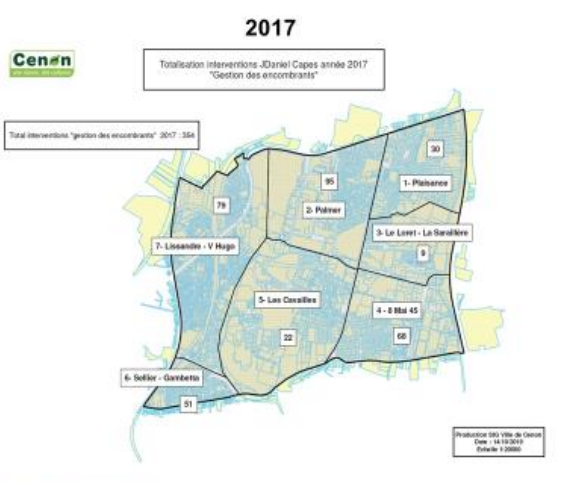 2017
Cenon
Totalisation interventions JDaniel Capes année 2017
"Gestion des encombrants"
Total interventions "gestion des encombrants" 2017 : 354
30
95
1- Plaisance
79
2- Palmer
3- Le Loret - La Saraillère
7- Lissandre - V Hugo
9
5- Les Cavailles
4 - 8 Mai 45
22
68
6- Sellier - Gambetta
51
Production SIG Ville de Cenon
Date : 14/10/2019
Echelle 1:20000